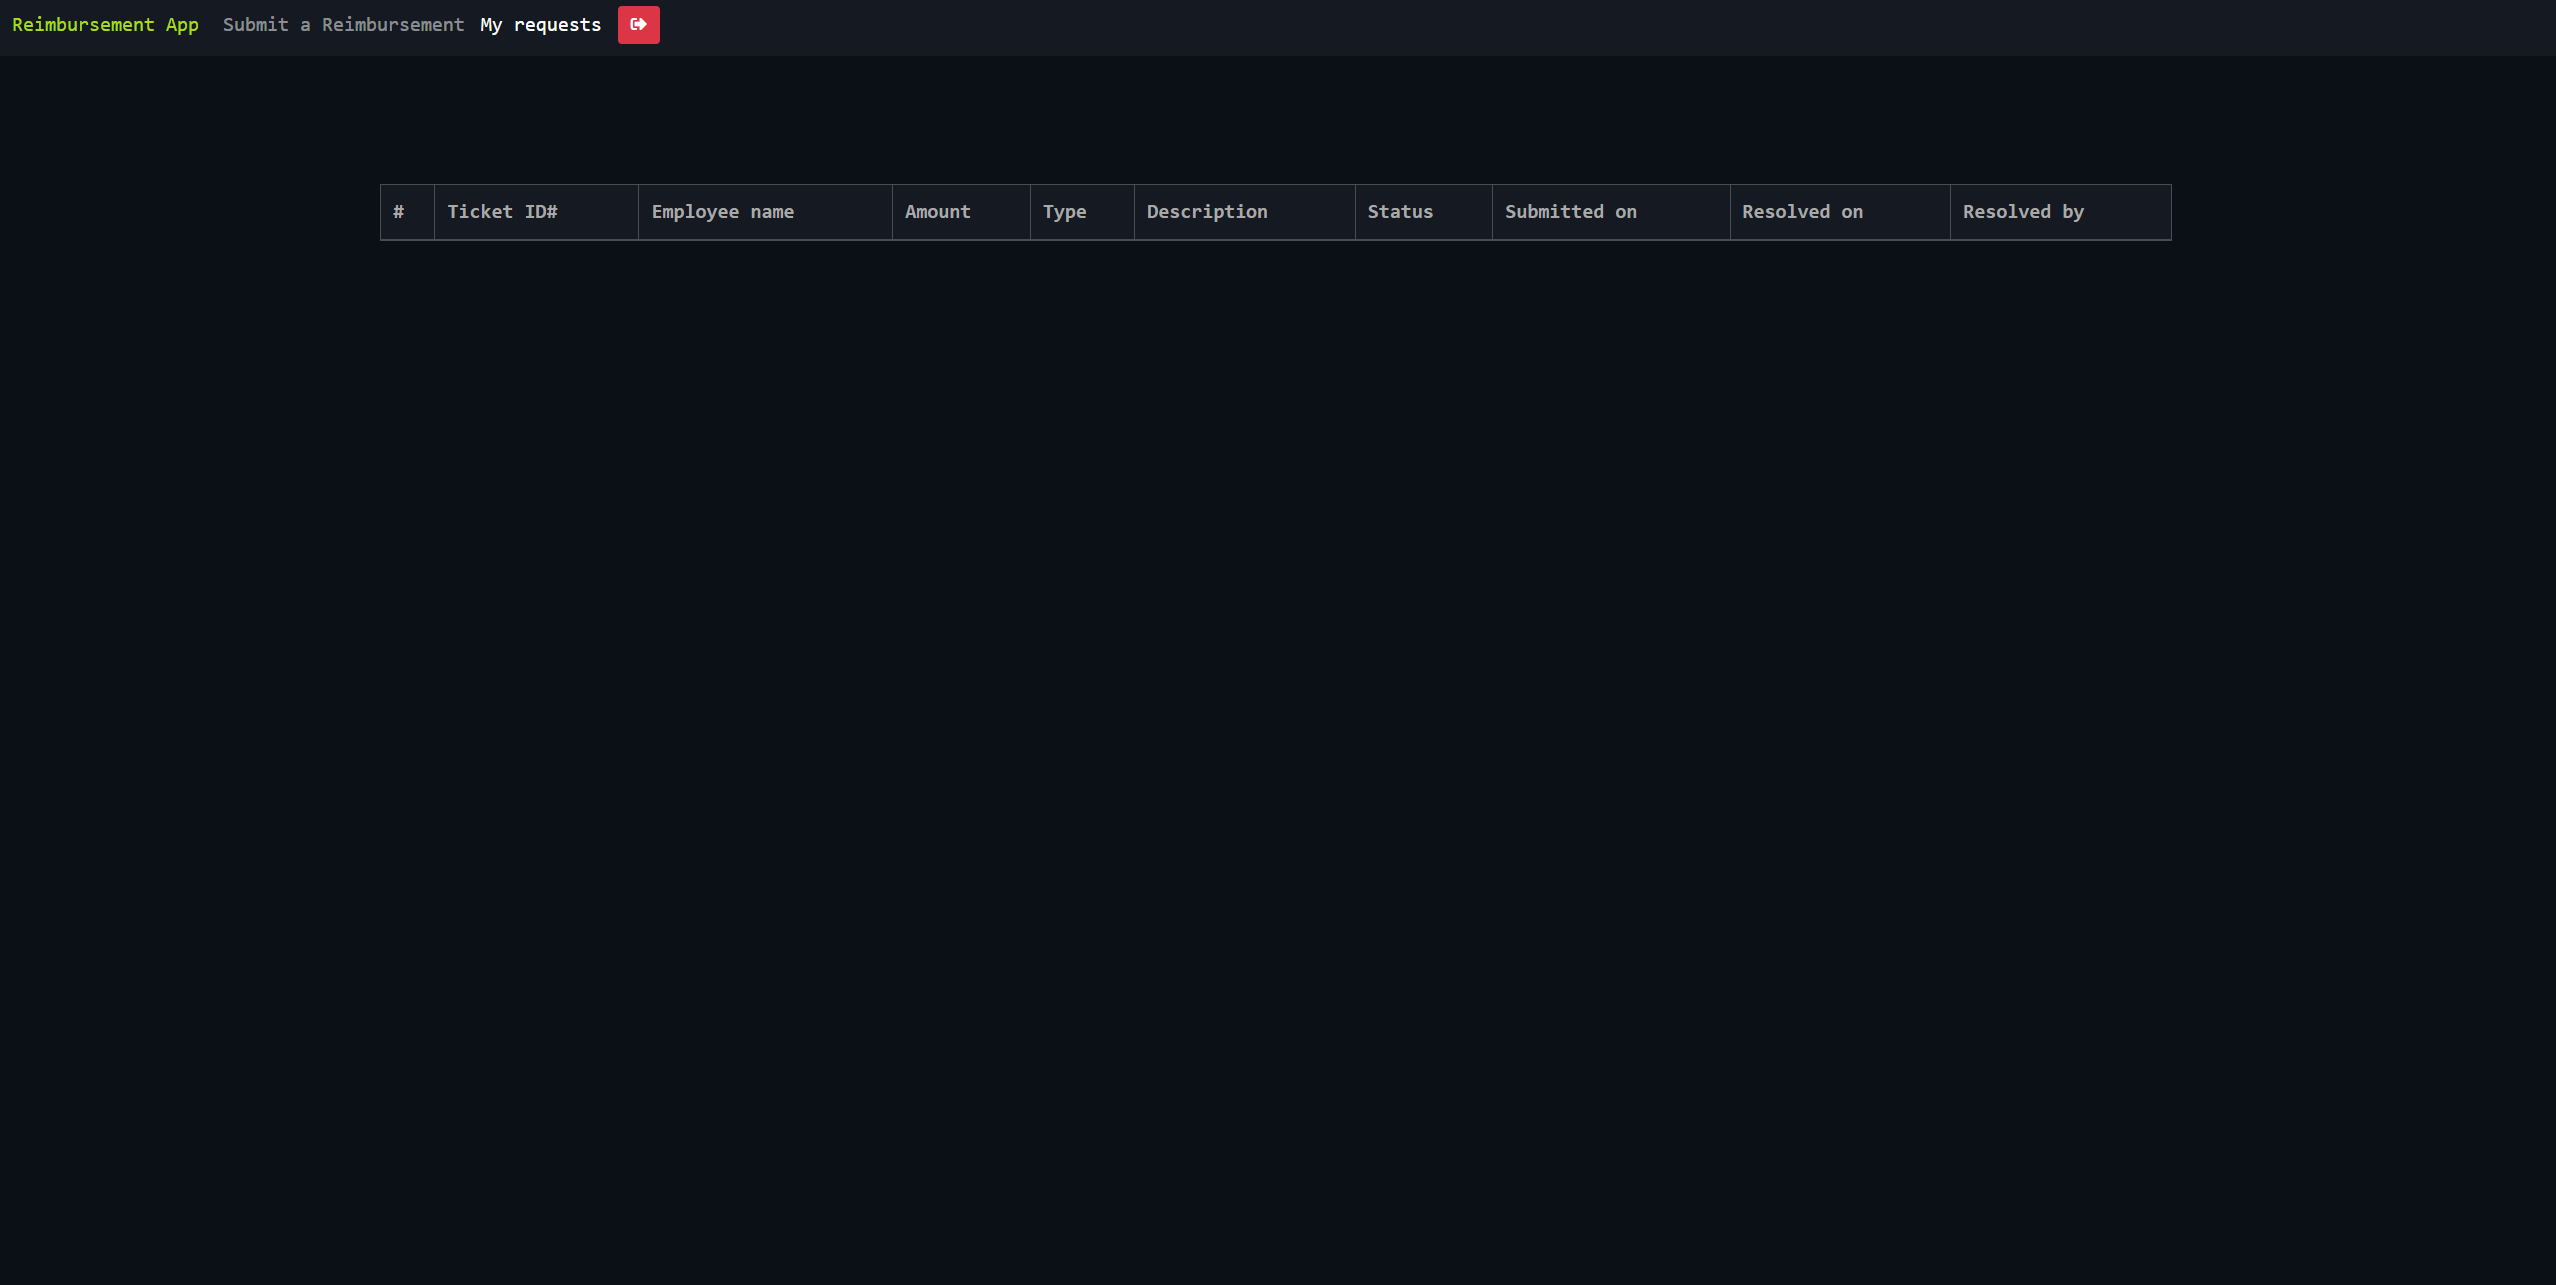 Reimbursement App Submit a Reimbursement My requests
# Ticket ID# Employee name Amount Type Description Status Submitted on Resolved on Resolved by